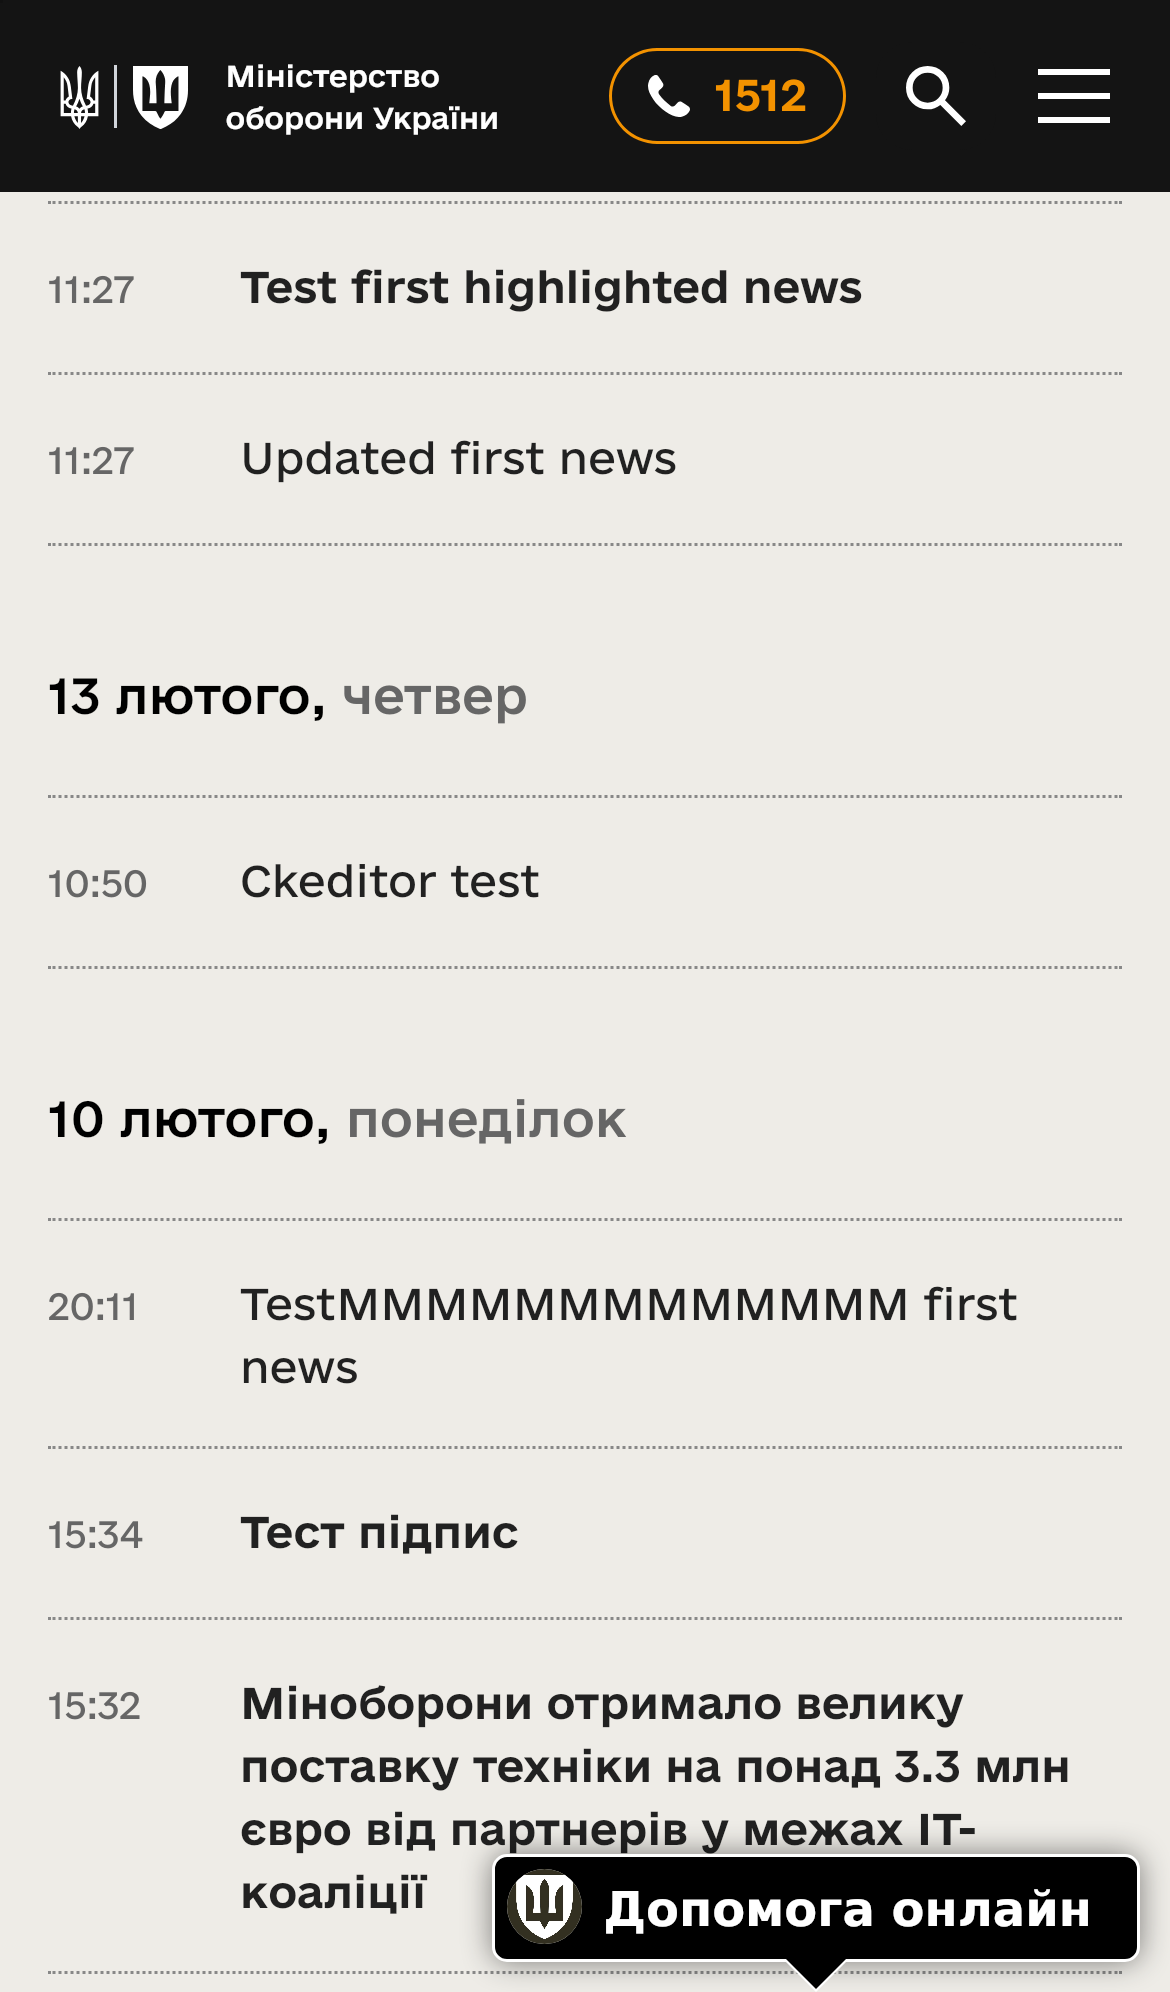 Міністерство
оборони України
1512
11:27 Test first highlighted news
11:27 Updated first news
13 лютого, четвер
10:50 Ckeditor test
10 лютого, понеділок
20:11 TestMMMMMMMMMMMMM first
news
15:34 Тест підпис
15:32 Міноборони отримало велику
поставку техніки на понад 3.3 млн
євро від партнерів у межах IT-
коаліції
Допомога онлайн